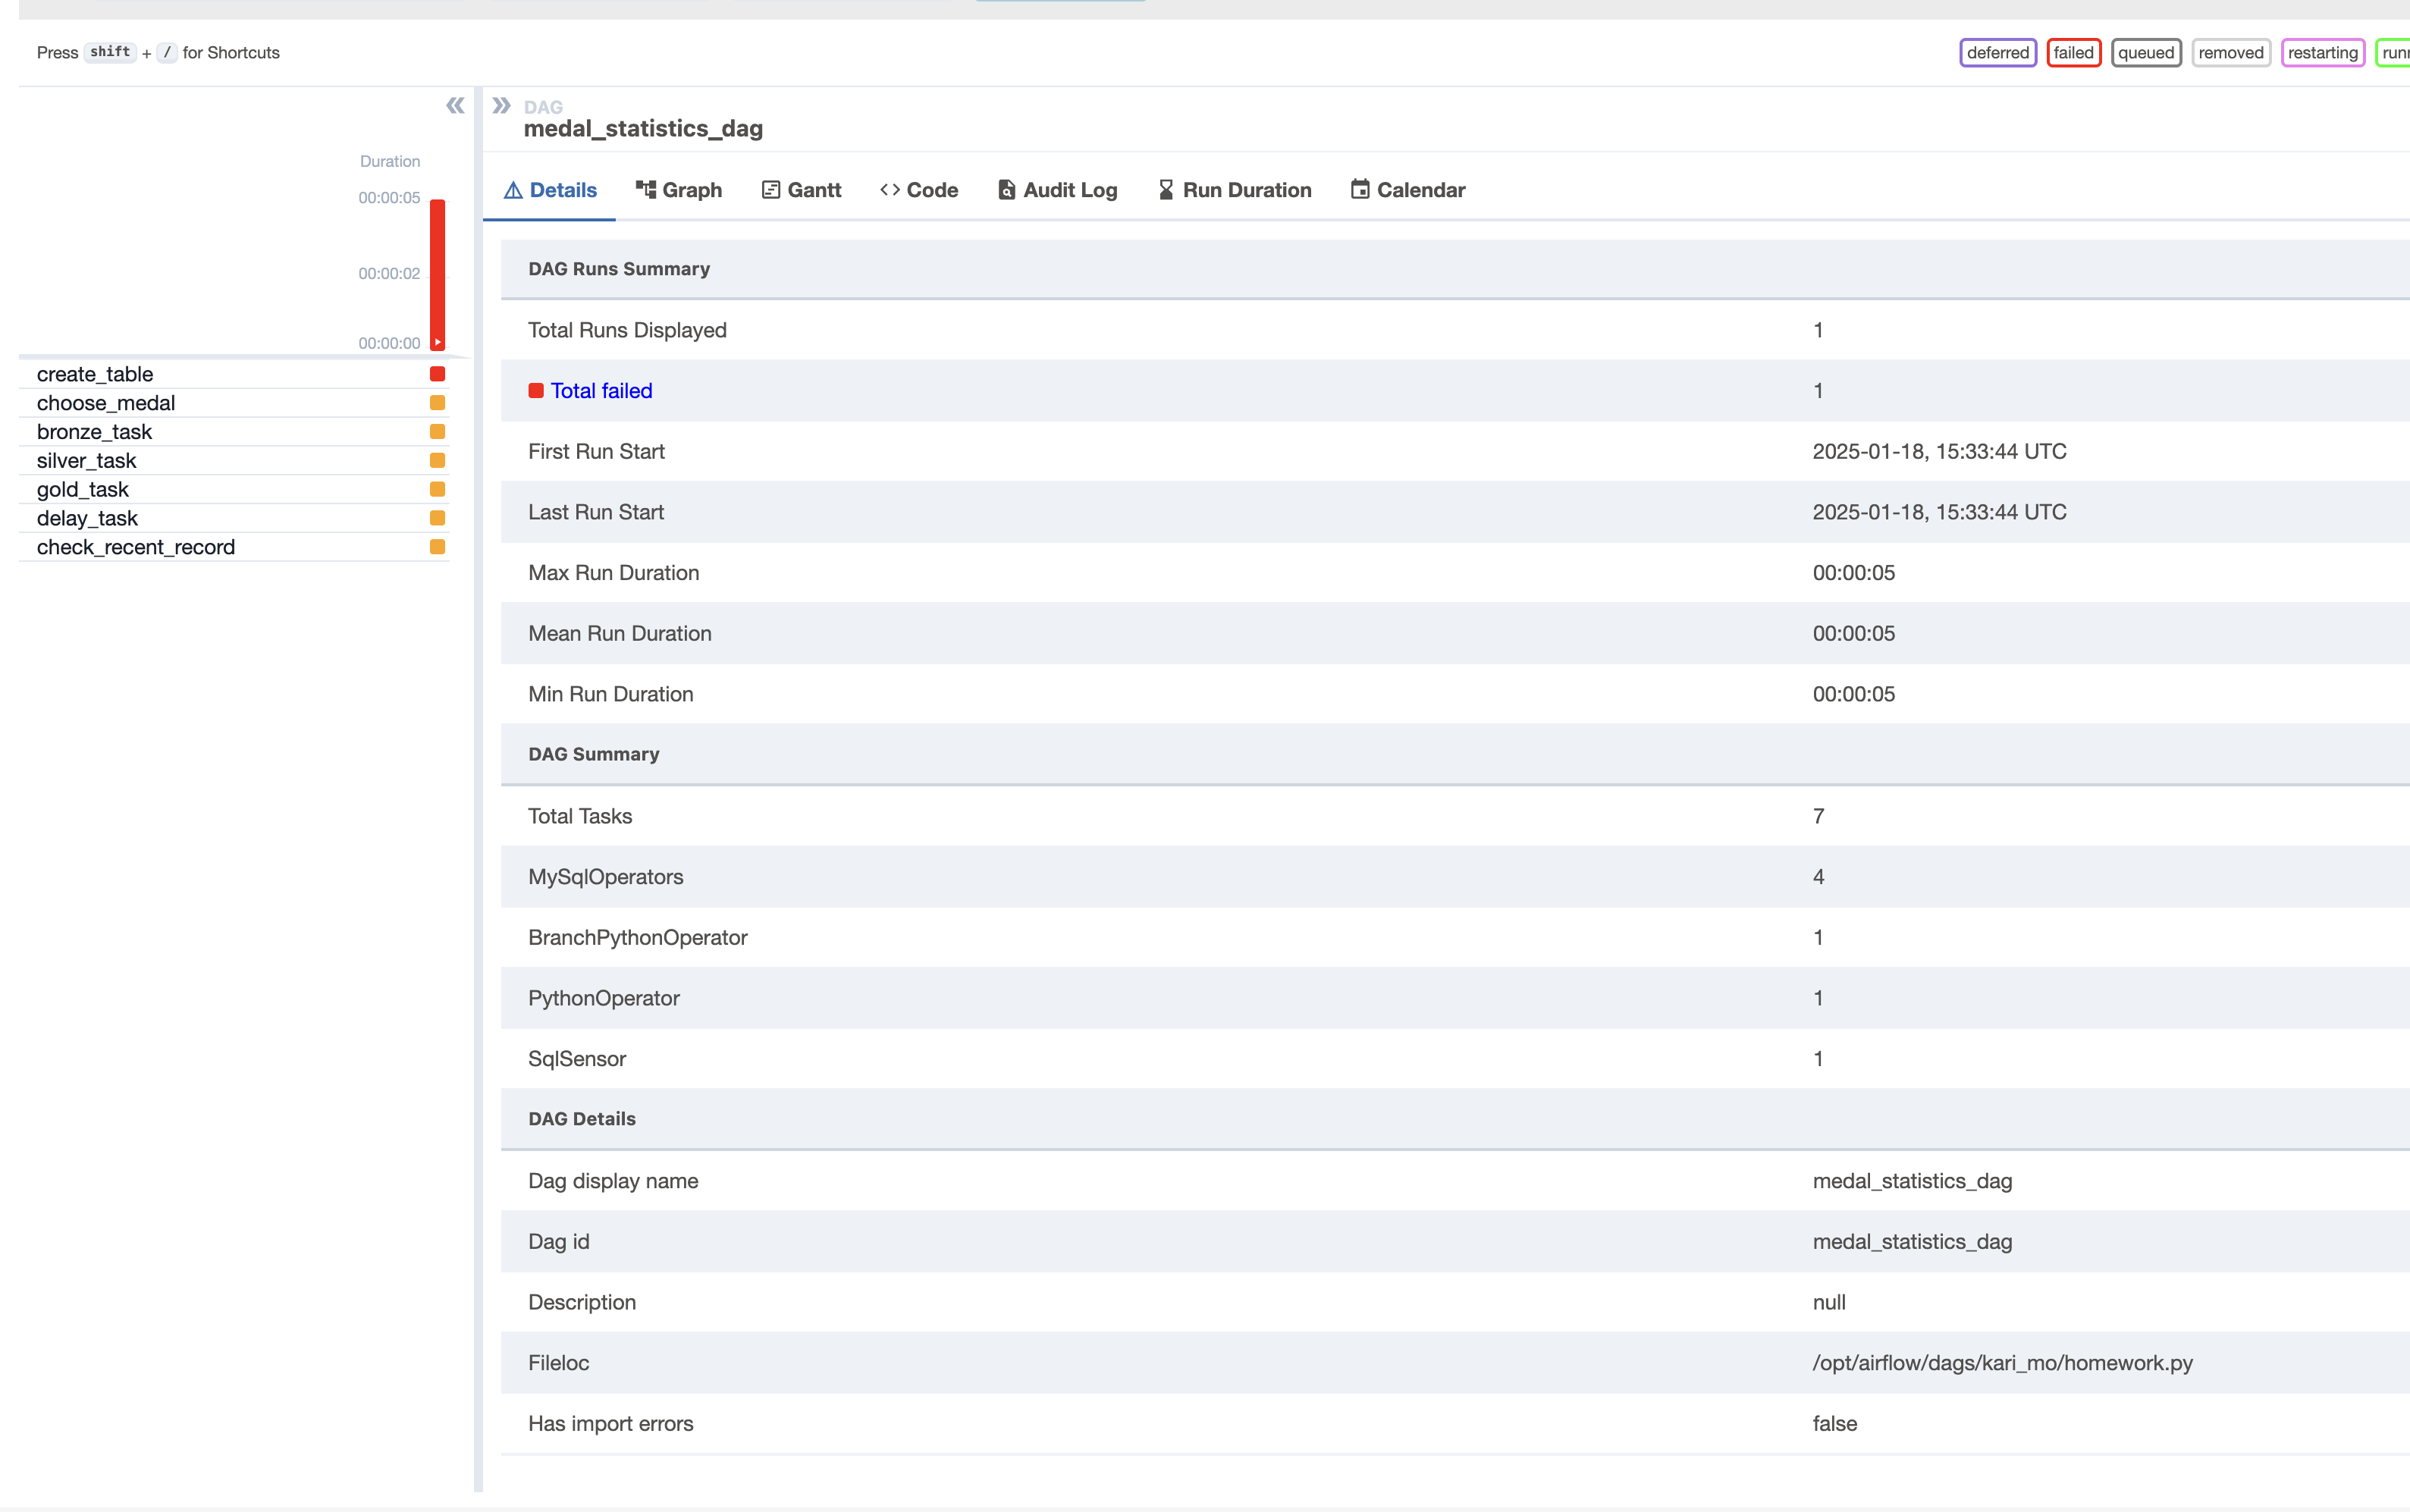 Press shift + / for Shortcuts
deferred failed queued removed restarting
DAG
medal_statistics_dag
Duration
00:00:05
00:00:02
00:00:00
create_table
choose_medal
bronze_task
silver_task
gold_task
delay_task
check_recent_record
Details Graph Gantt Code Audit Log Run Duration Calendar
DAG Runs Summary
Total Runs Displayed 1
Total failed 1
First Run Start 2025-01-18, 15:33:44 UTC
Last Run Start 2025-01-18, 15:33:44 UTC
Max Run Duration 00:00:05
Mean Run Duration 00:00:05
Min Run Duration 00:00:05
DAG Summary
Total Tasks 7
MySqlOperators 4
BranchPythonOperator 1
PythonOperator 1
SqlSensor 1
DAG Details
Dag display name medal_statistics_dag
Dag id medal_statistics_dag
Description null
Fileloc /opt/airflow/dags/kari_mo/homework.py
Has import errors false